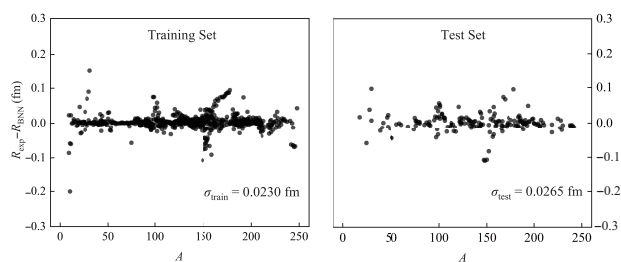 Training Set
Test Set
0.3
0.2
0.1
0.0
−0.1
−0.2
−0.3
R_exp−R_BNN (fm)
σ_train = 0.0230 fm
0 50 100 150 200 250
A
0.3
0.2
0.1
0.0
−0.1
−0.2
−0.3
σ_test = 0.0265 fm
0 50 100 150 200 250
A